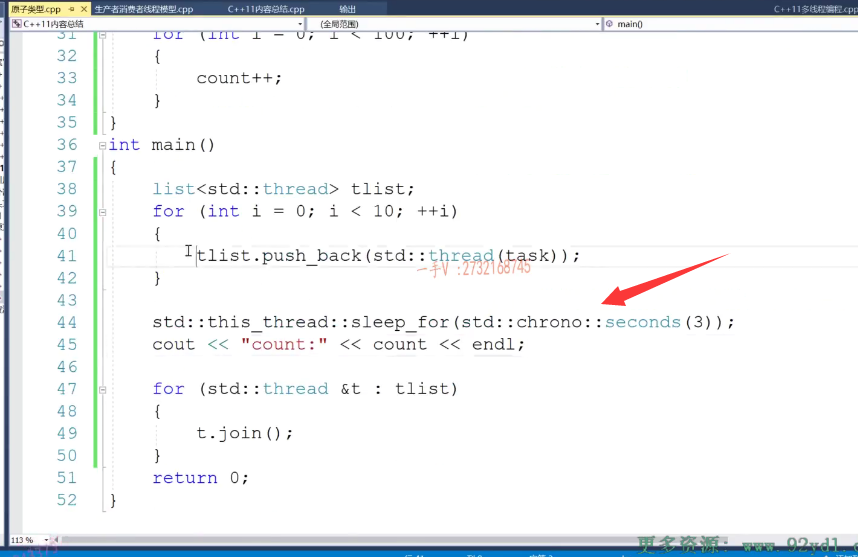 原子类型.cpp 生产者消费者线程模型.cpp C++11内容总结.cpp 输出 C++11多线程编程.cpp
C++11内容总结 (全局范围) main()
31 for (int i = 0; i < 100; ++i)
32 {
33 count++;
34 }
35 }
36 int main()
37 {
38 list<std::thread> tlist;
39 for (int i = 0; i < 10; ++i)
40 {
41 tlist.push_back(std::thread(task));
一手V :2732168745
42 }
43
44 std::this_thread::sleep_for(std::chrono::seconds(3));
45 cout << "count:" << count << endl;
46
47 for (std::thread &t : tlist)
48 {
49 t.join();
50 }
51 return 0;
52 }
113 %
更多资源: